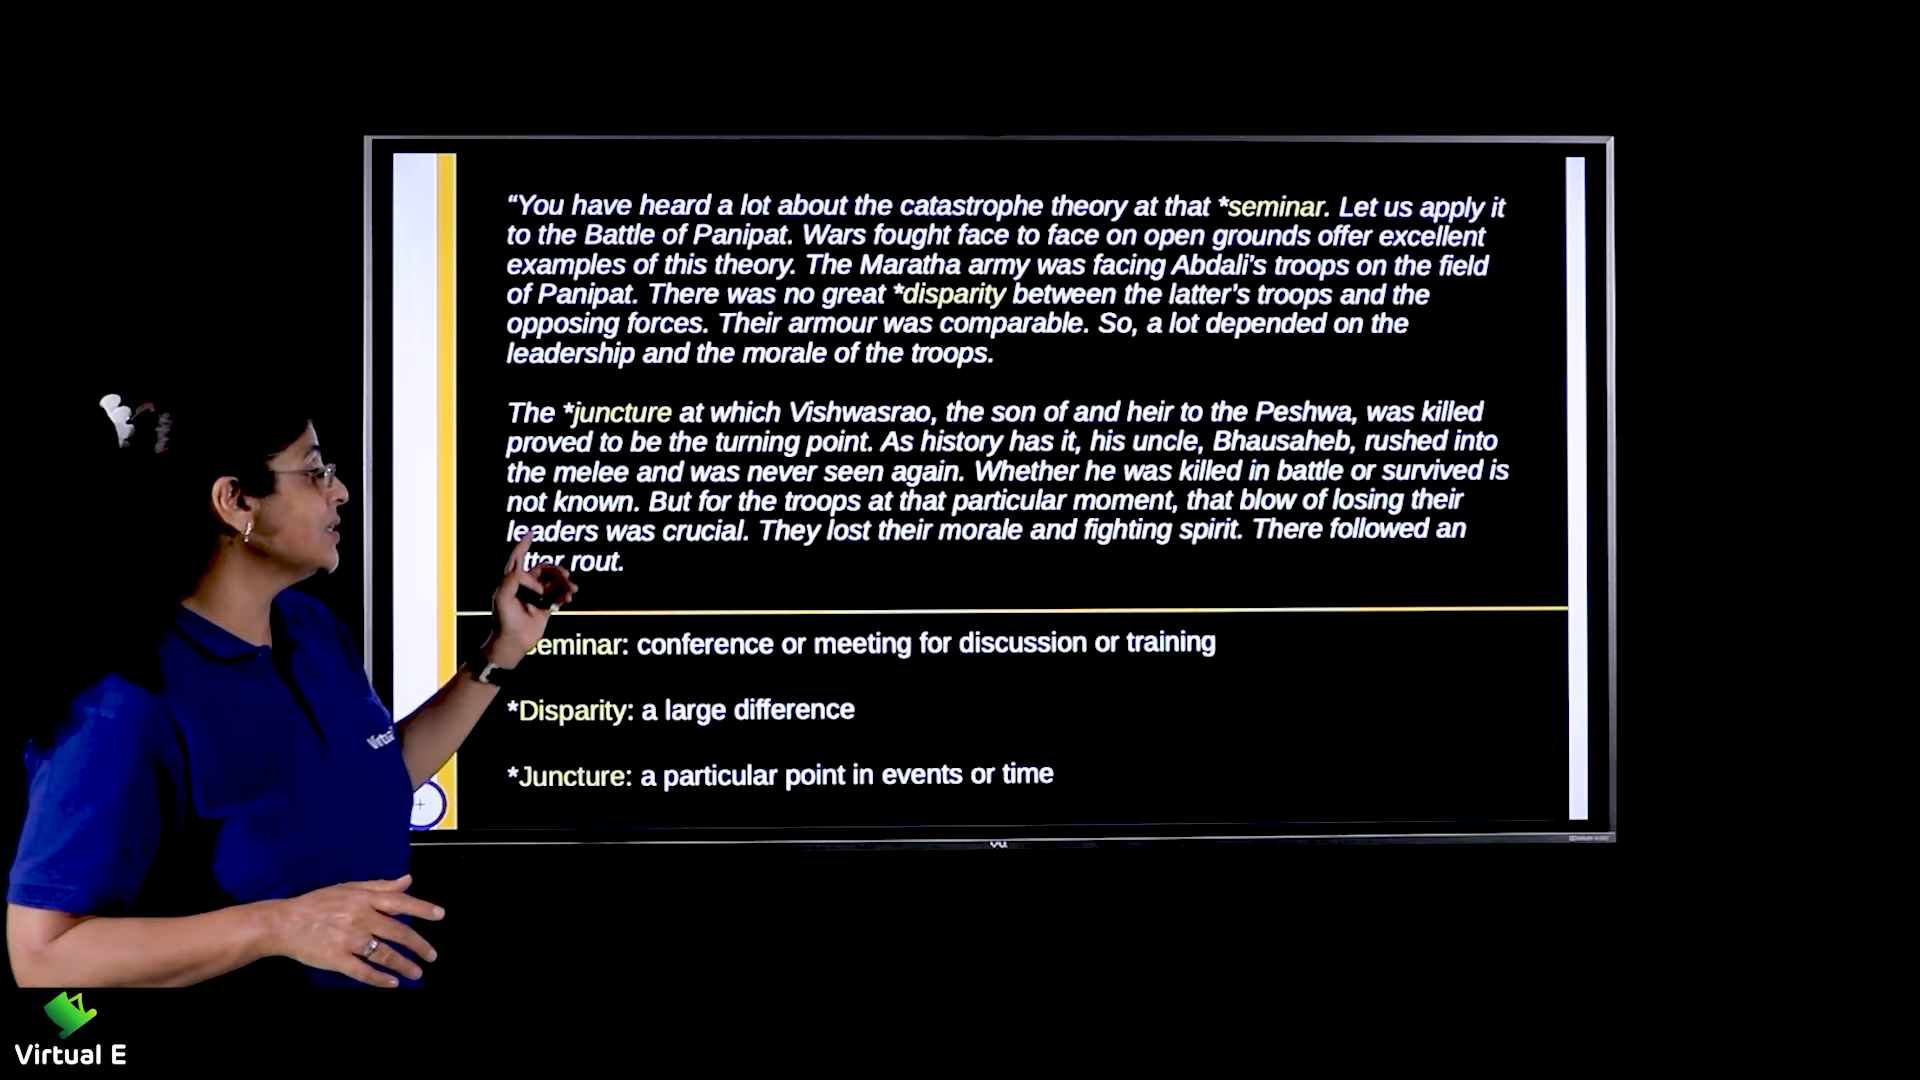 “You have heard a lot about the catastrophe theory at that *seminar. Let us apply it
to the Battle of Panipat. Wars fought face to face on open grounds offer excellent
examples of this theory. The Maratha army was facing Abdali’s troops on the field
of Panipat. There was no great *disparity between the latter’s troops and the
opposing forces. Their armour was comparable. So, a lot depended on the
leadership and the morale of the troops.
The *juncture at which Vishwasrao, the son of and heir to the Peshwa, was killed
proved to be the turning point. As history has it, his uncle, Bhausaheb, rushed into
the melee and was never seen again. Whether he was killed in battle or survived is
not known. But for the troops at that particular moment, that blow of losing their
leaders was crucial. They lost their morale and fighting spirit. There followed an
rout.
seminar: conference or meeting for discussion or training
*Disparity: a large difference
*Juncture: a particular point in events or time
Virtual E